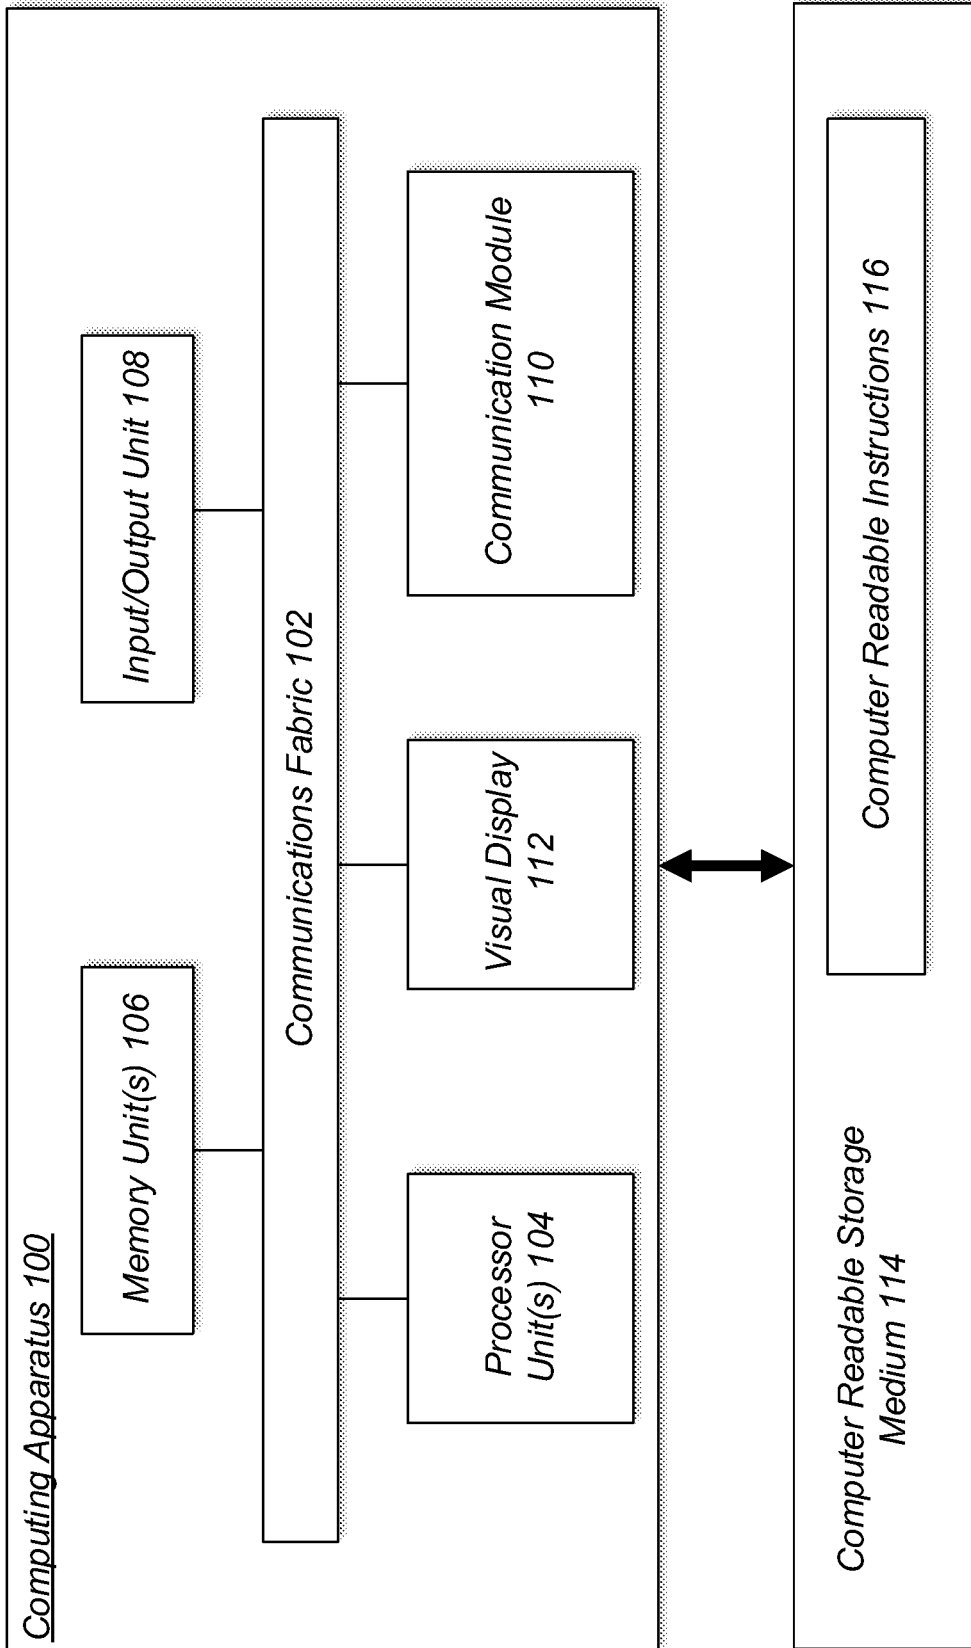 Computing Apparatus 100
Memory Unit(s) 106
Input/Output Unit 108
Communications Fabric 102
Processor
Unit(s) 104
Visual Display
112
Communication Module
110
Computer Readable Storage
Medium 114
Computer Readable Instructions 116